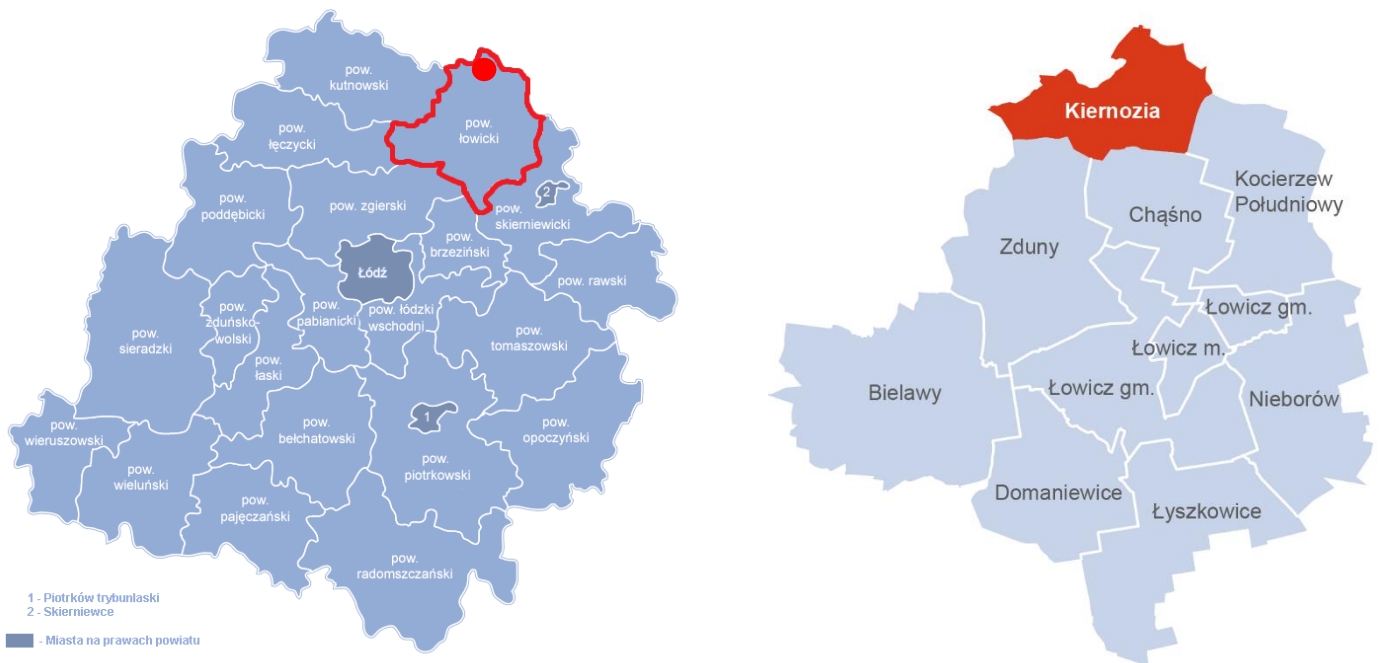 pow.
kutnowski
pow.
łowicki
pow.
łęczycki
2
pow.
poddębicki
pow. zgierski
pow.
skierniewicki
pow.
brzeziński
Łódź
pow. rawski
pow.
zduńsko-
wolski
pow.
pabianicki
pow. łódzki
wschodni
pow.
sieradzki
pow.
tomaszowski
pow.
łaski
1
pow.
wieruszowski
pow.
bełchatowski
pow.
opoczyński
pow.
wieluński
pow.
piotrkowski
pow.
pajęczański
pow.
radomszczański
1 - Piotrków trybunlaski
2 - Skierniewce
- Miasta na prawach powiatu
Kiernozia
Kocierzew
Południowy
Chąśno
Zduny
Łowicz gm.
Łowicz m.
Bielawy
Łowicz gm.
Nieborów
Domaniewice
Łyszkowice